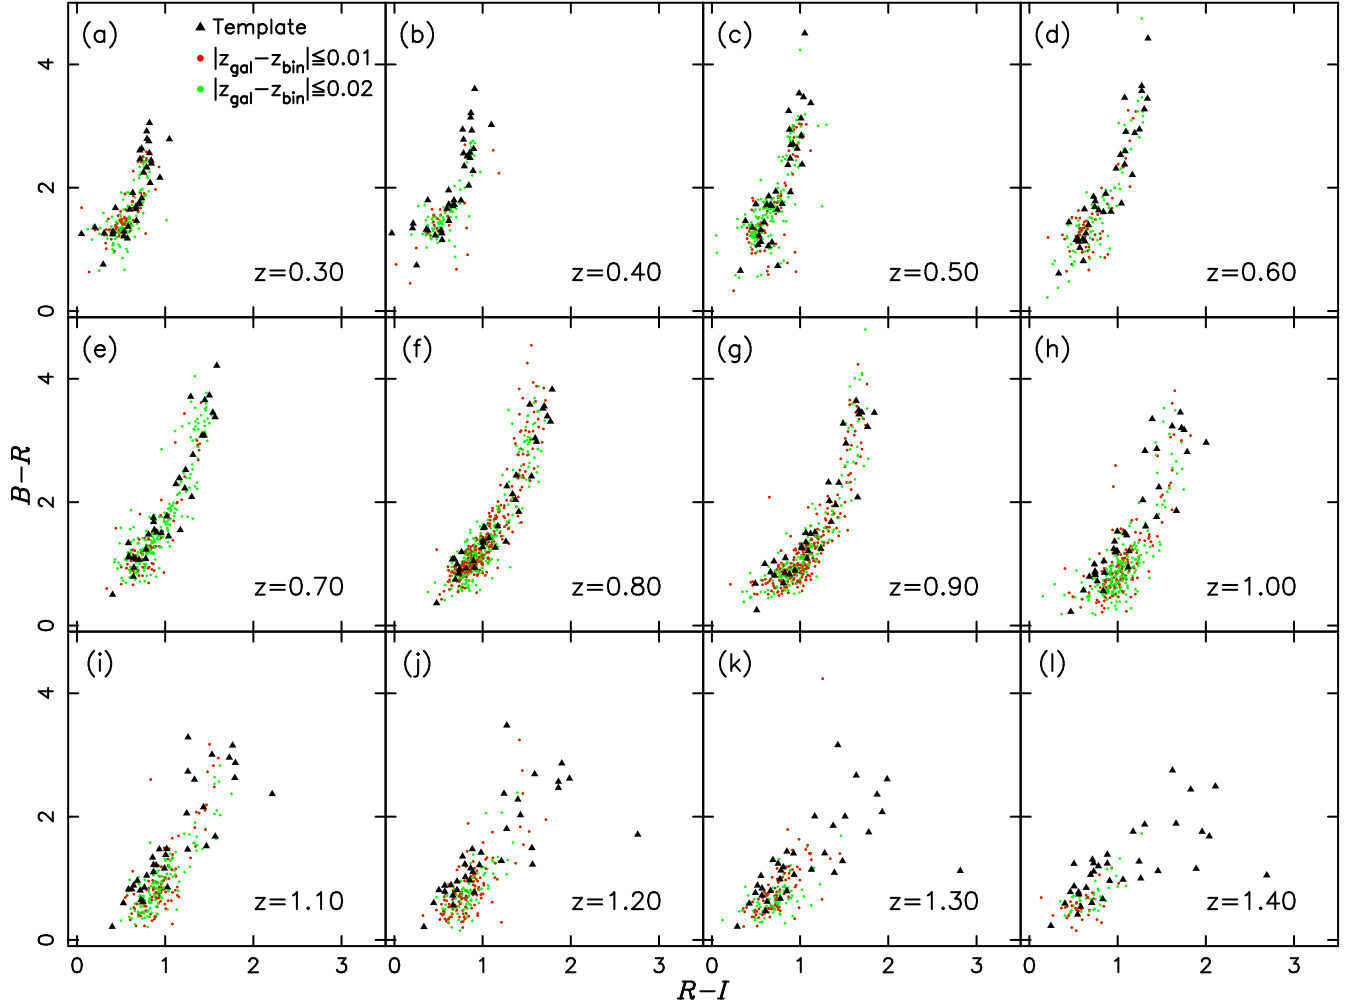 (a)
▲ Template
● |z_gal−z_bin|≦0.01
● |z_gal−z_bin|≦0.02
z=0.30
(b)
z=0.40
(c)
z=0.50
(d)
z=0.60
4
2
0
(e)
z=0.70
(f)
z=0.80
(g)
z=0.90
(h)
z=1.00
4
2
0
B−R
(i)
z=1.10
(j)
z=1.20
(k)
z=1.30
(l)
z=1.40
4
2
0
0 1 2 3 0 1 2 3 0 1 2 3 0 1 2 3
R−I